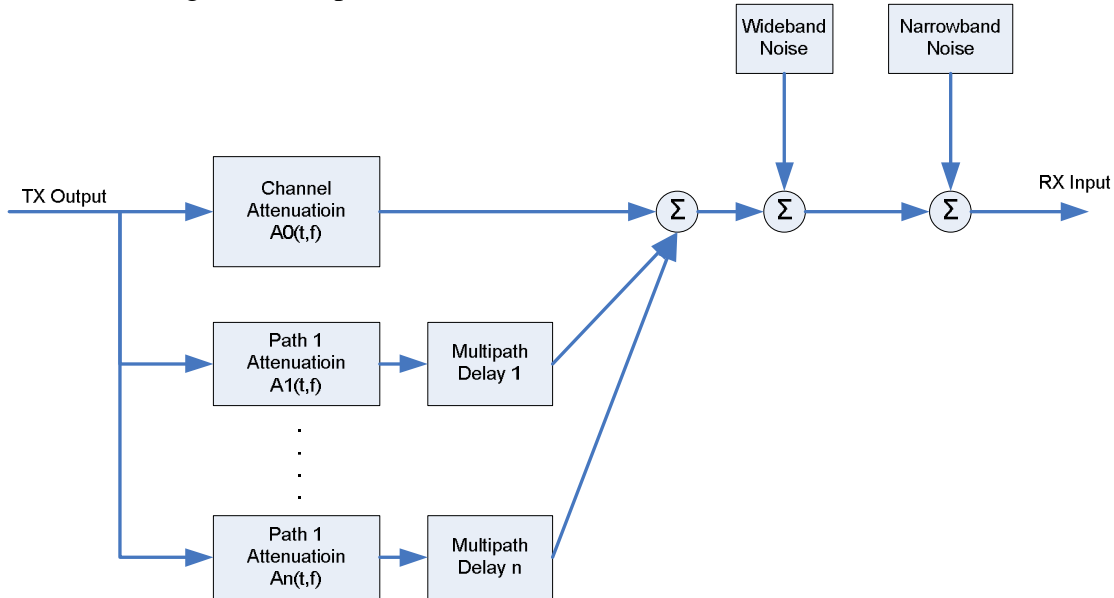 Wideband
Noise
Narrowband
Noise
TX Output
Channel
Attenuatioin
A0(t,f)
Σ
Σ
Σ
RX Input
Path 1
Attenuatioin
A1(t,f)
Multipath
Delay 1
.
.
.
.
Path 1
Attenuatioin
An(t,f)
Multipath
Delay n